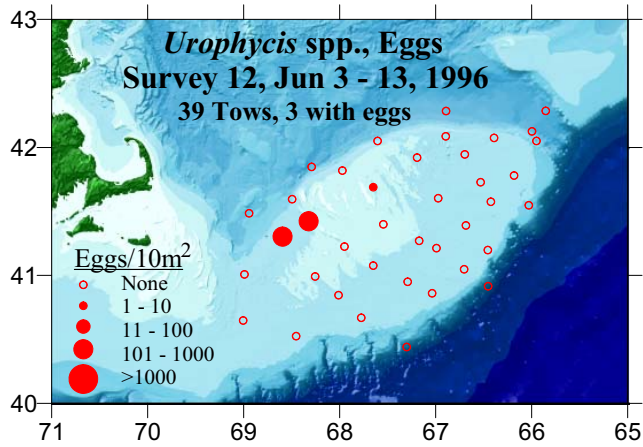 43
Urophycis spp., Eggs
Survey 12, Jun 3 - 13, 1996
39 Tows, 3 with eggs
42
41
Eggs/10m²
None
1 - 10
11 - 100
101 - 1000
>1000
40
71 70 69 68 67 66 65